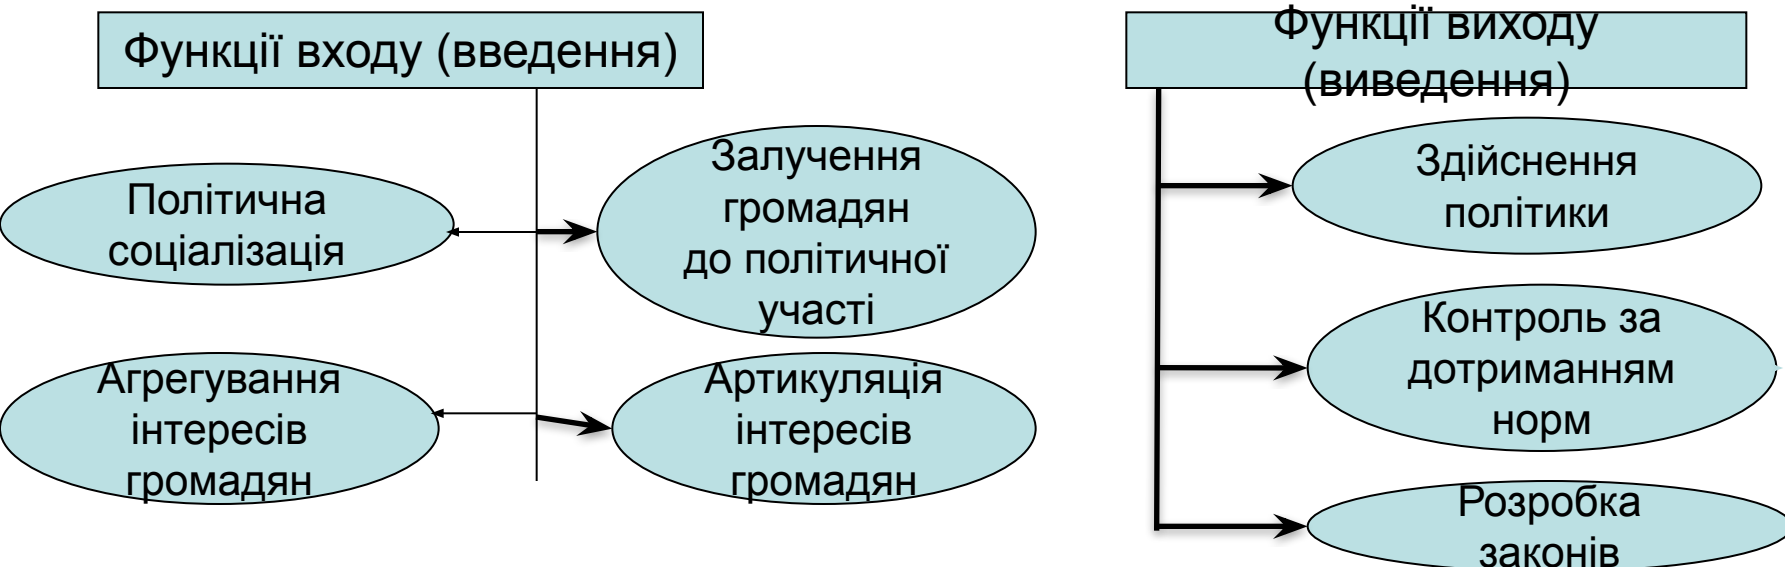 Функції входу (введення)
Політична
соціалізація
Залучення
громадян
до політичної
участі
Агрегування
інтересів
громадян
Артикуляція
інтересів
громадян
Функції виходу
(виведення)
Здійснення
політики
Контроль за
дотриманням
норм
Розробка
законів